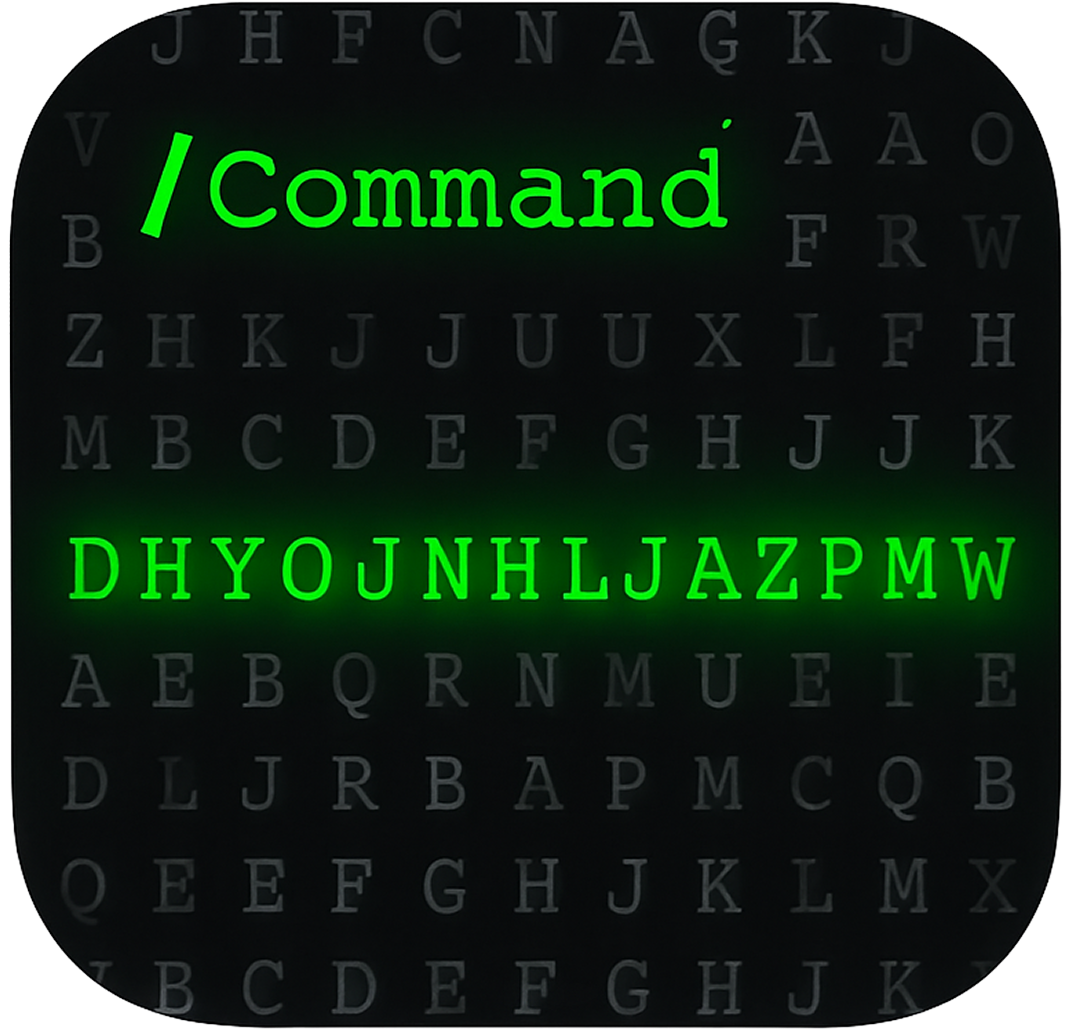 J H F C N A Q K J
V A A O
/Command
B F R W
Z H K J J U U X L F H
M B C D E F G H J J K
DHYOJNHLJAZPMW
A E B Q R N M U E I E
D L J R B A P M C Q B
Q E E F G H J K L M X
B C D E F G H J K